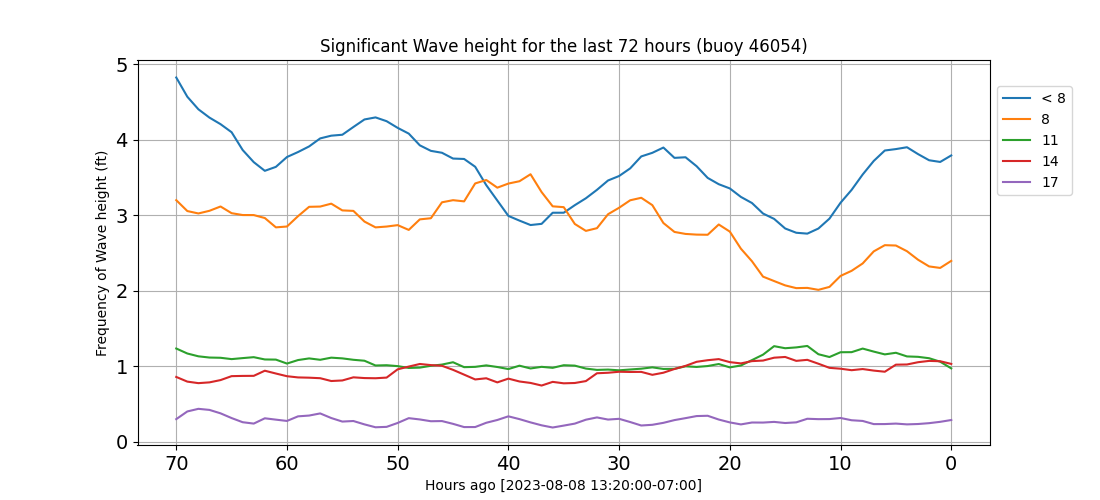 Significant Wave height for the last 72 hours (buoy 46054)
Frequency of Wave height (ft)
5
4
3
2
1
0
70 60 50 40 30 20 10 0
Hours ago [2023-08-08 13:20:00-07:00]
< 8
8
11
14
17